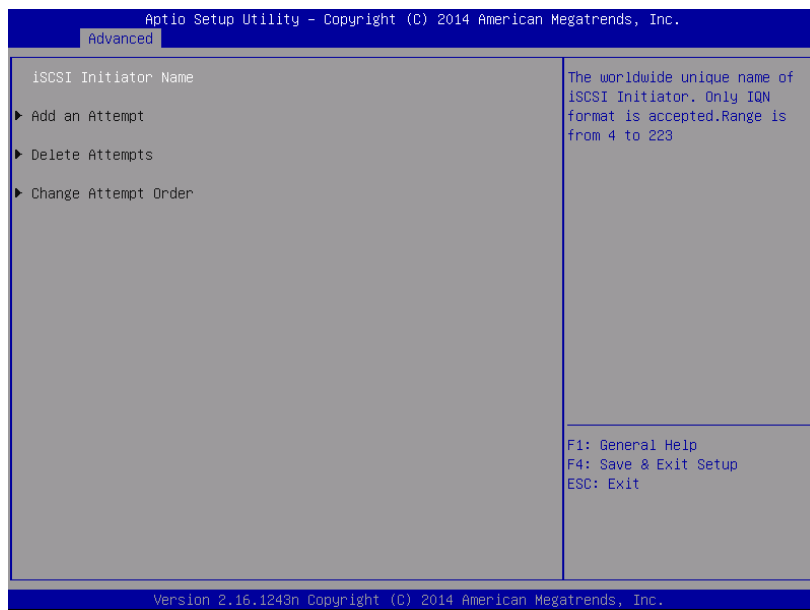 Aptio Setup Utility – Copyright (C) 2014 American Megatrends, Inc.
Advanced
iSCSI Initiator Name
▶ Add an Attempt
▶ Delete Attempts
▶ Change Attempt Order
The worldwide unique name of
iSCSI Initiator. Only IQN
format is accepted.Range is
from 4 to 223
F1: General Help
F4: Save & Exit Setup
ESC: Exit
Version 2.16.1243n Copyright (C) 2014 American Megatrends, Inc.